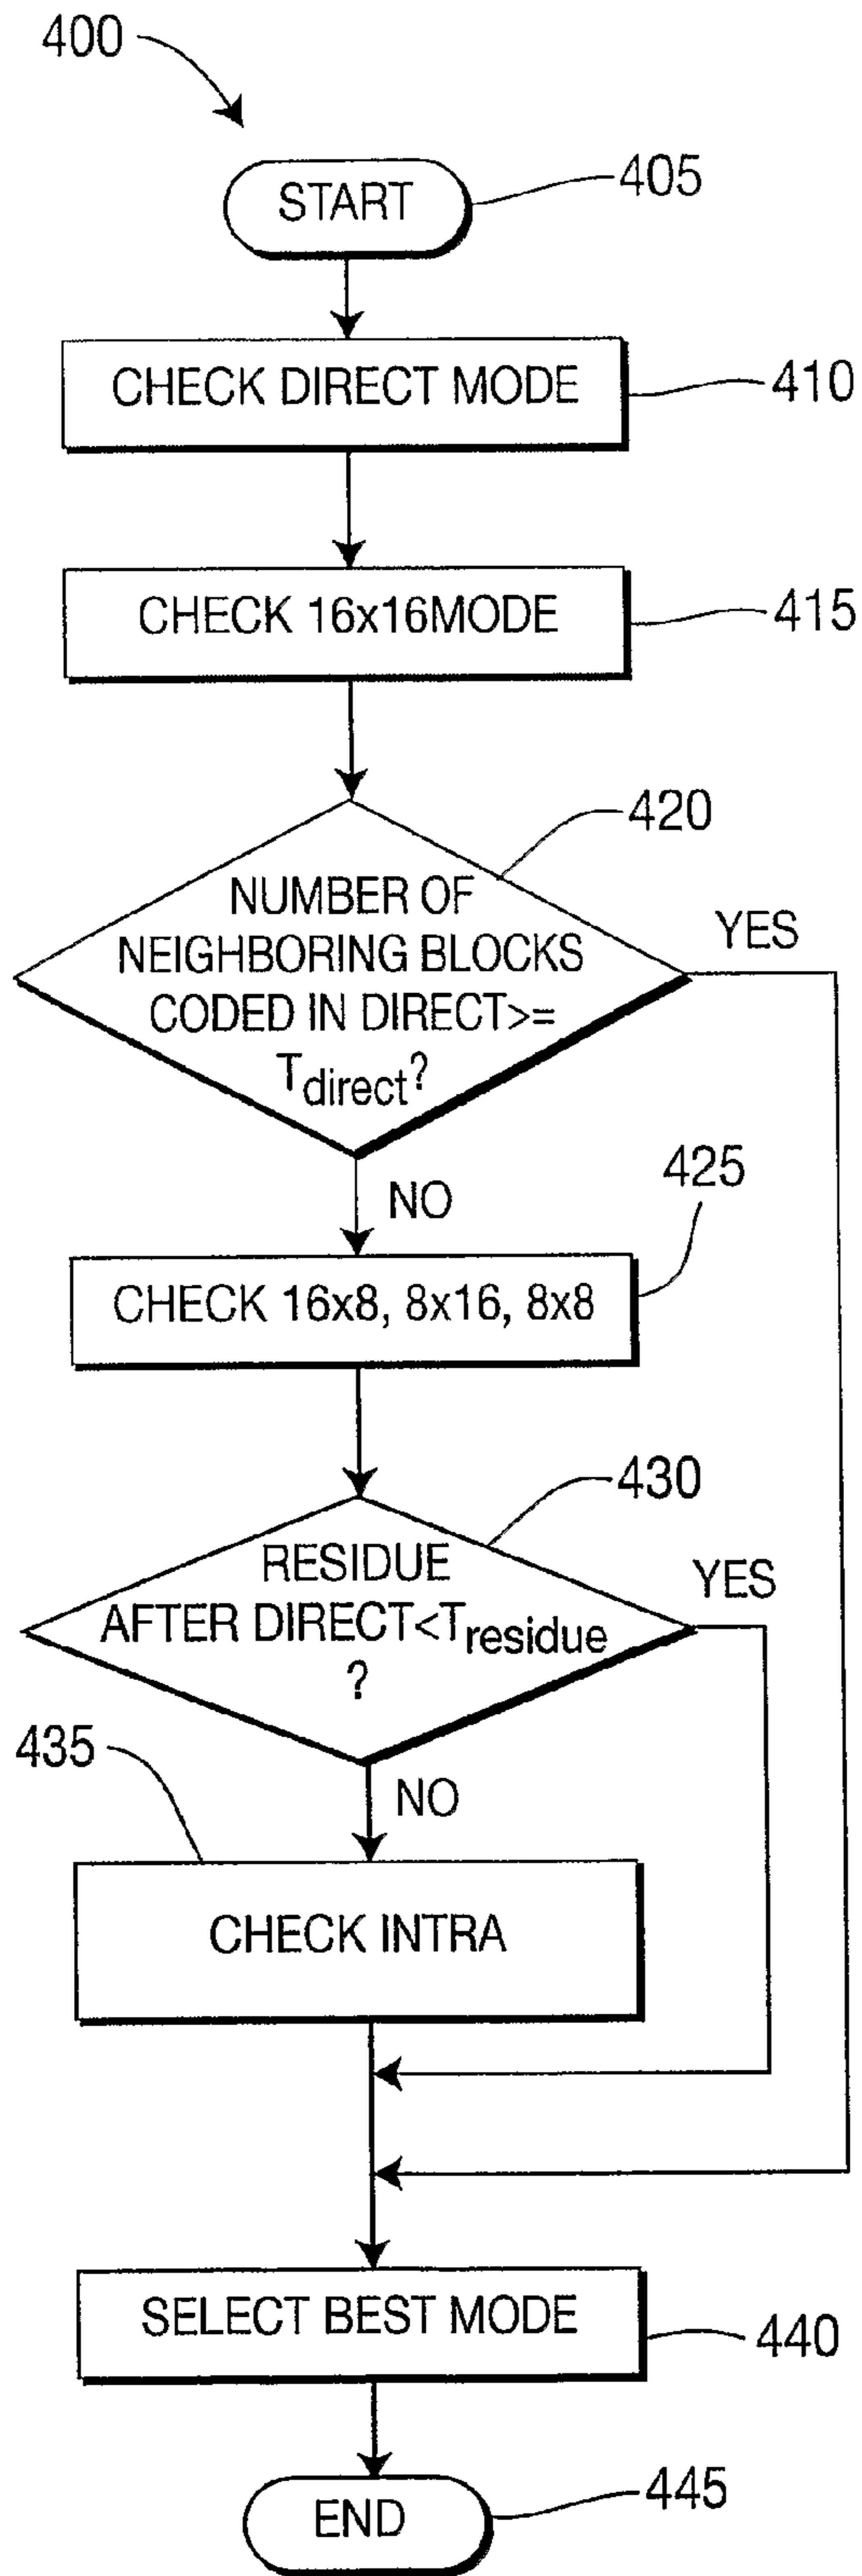 400
START
405
CHECK DIRECT MODE
410
CHECK 16x16MODE
415
420
NUMBER OF
NEIGHBORING BLOCKS
CODED IN DIRECT>=
Tdirect?
YES
NO
425
CHECK 16x8, 8x16, 8x8
430
RESIDUE
AFTER DIRECT<Tresidue
?
YES
435
NO
CHECK INTRA
SELECT BEST MODE
440
END
445